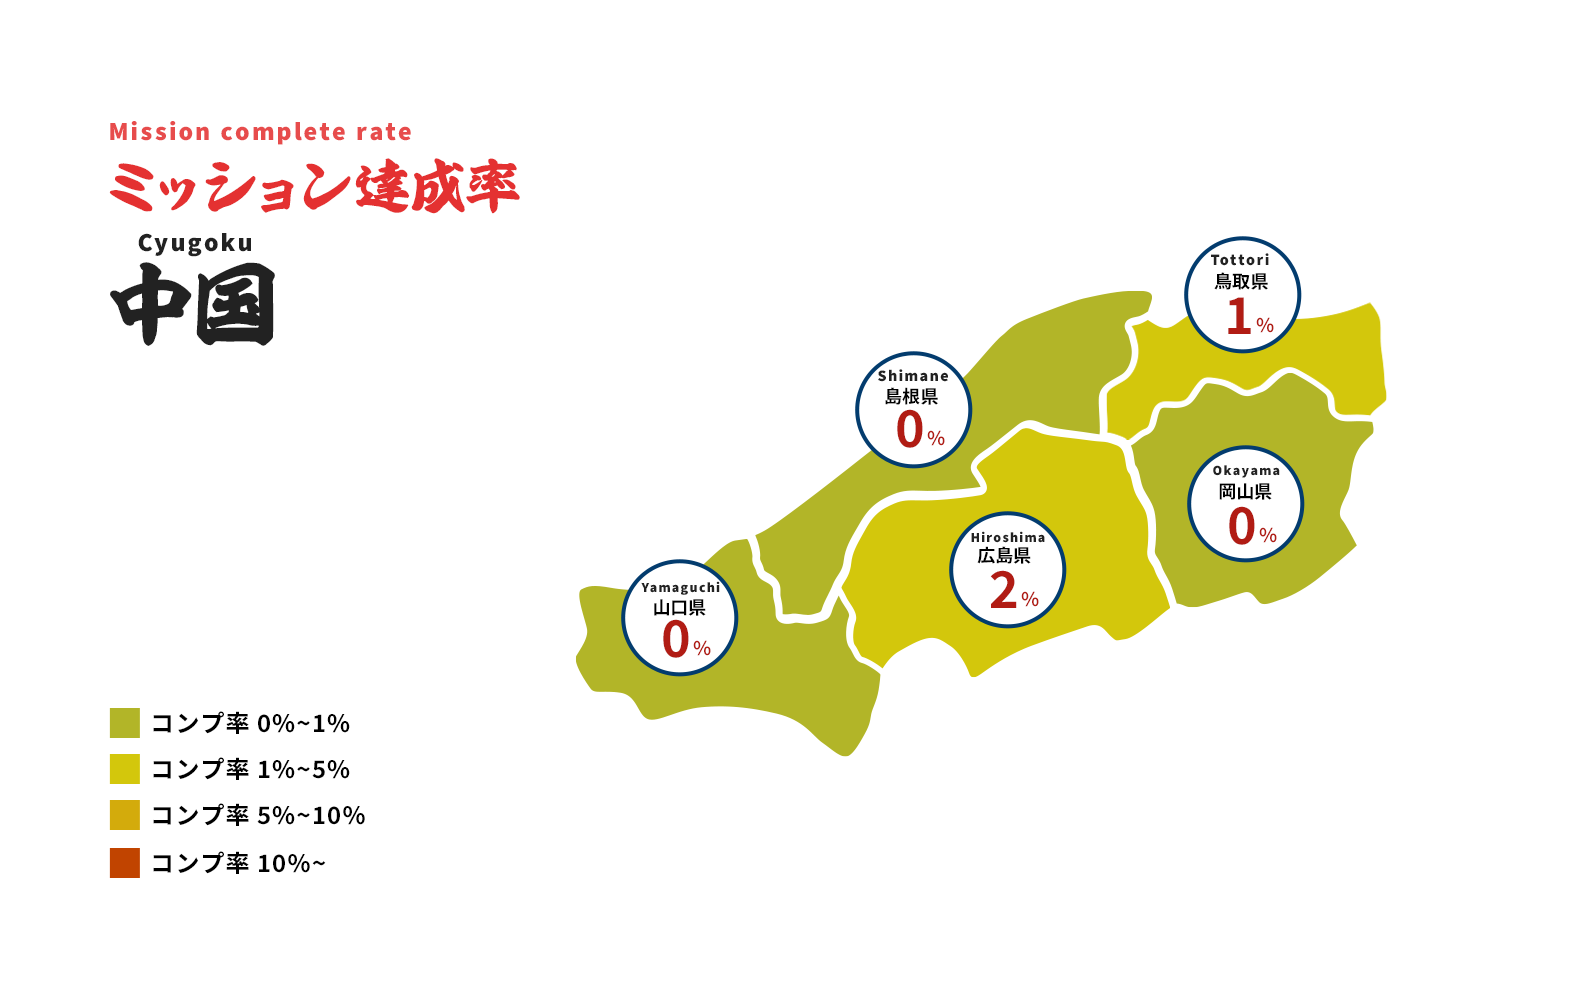 Mission complete rate
ミッション達成率
Cyugoku
中国
Tottori
鳥取県
1%
Shimane
島根県
0%
Okayama
岡山県
0%
Hiroshima
広島県
2%
Yamaguchi
山口県
0%
コンプ率 0%~1%
コンプ率 1%~5%
コンプ率 5%~10%
コンプ率 10%~